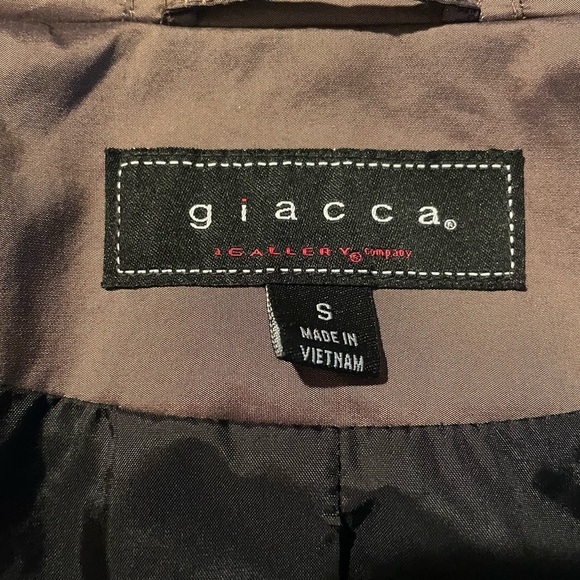 giacca®
a GALLERY® company
S
MADE IN
VIETNAM